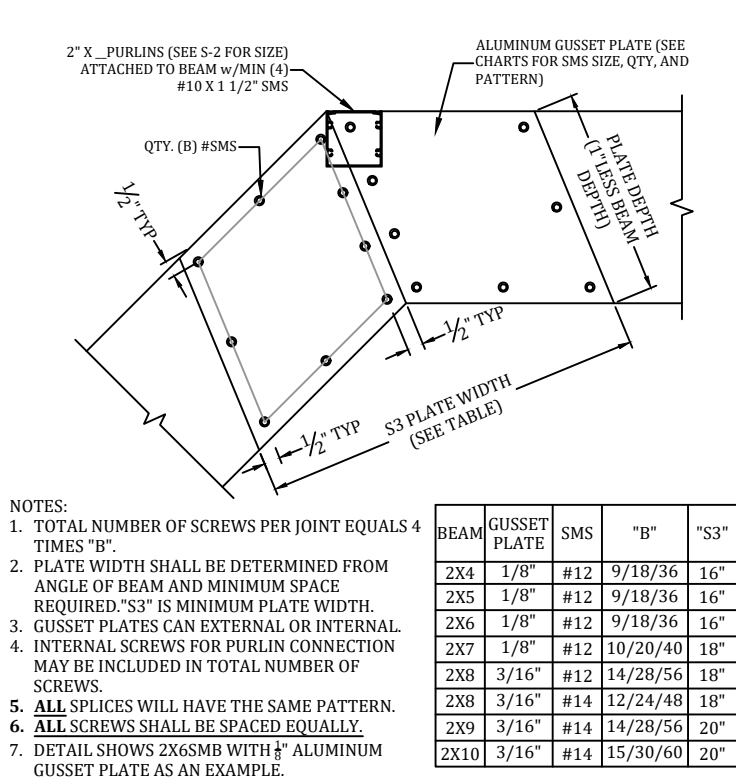 2" X __PURLINS (SEE S-2 FOR SIZE)
ATTACHED TO BEAM w/MIN (4)
#10 X 1 1/2" SMS
ALUMINUM GUSSET PLATE (SEE
CHARTS FOR SMS SIZE, QTY, AND
PATTERN)
QTY. (B) #SMS
1/2" TYP
PLATE DEPTH
(1"LESS BEAM
DEPTH)
1/2" TYP
1/2" TYP
S3 PLATE WIDTH
(SEE TABLE)
NOTES:
1. TOTAL NUMBER OF SCREWS PER JOINT EQUALS 4
TIMES "B".
2. PLATE WIDTH SHALL BE DETERMINED FROM
ANGLE OF BEAM AND MINIMUM SPACE
REQUIRED."S3" IS MINIMUM PLATE WIDTH.
3. GUSSET PLATES CAN EXTERNAL OR INTERNAL.
4. INTERNAL SCREWS FOR PURLIN CONNECTION
MAY BE INCLUDED IN TOTAL NUMBER OF
SCREWS.
5. ALL SPLICES WILL HAVE THE SAME PATTERN.
6. ALL SCREWS SHALL BE SPACED EQUALLY.
7. DETAIL SHOWS 2X6SMB WITH 1/8" ALUMINUM
GUSSET PLATE AS AN EXAMPLE.
BEAM GUSSET PLATE SMS "B" "S3"
2X4 1/8" #12 9/18/36 16"
2X5 1/8" #12 9/18/36 16"
2X6 1/8" #12 9/18/36 16"
2X7 1/8" #12 10/20/40 18"
2X8 3/16" #12 14/28/56 18"
2X8 3/16" #14 12/24/48 18"
2X9 3/16" #14 14/28/56 20"
2X10 3/16" #14 15/30/60 20"